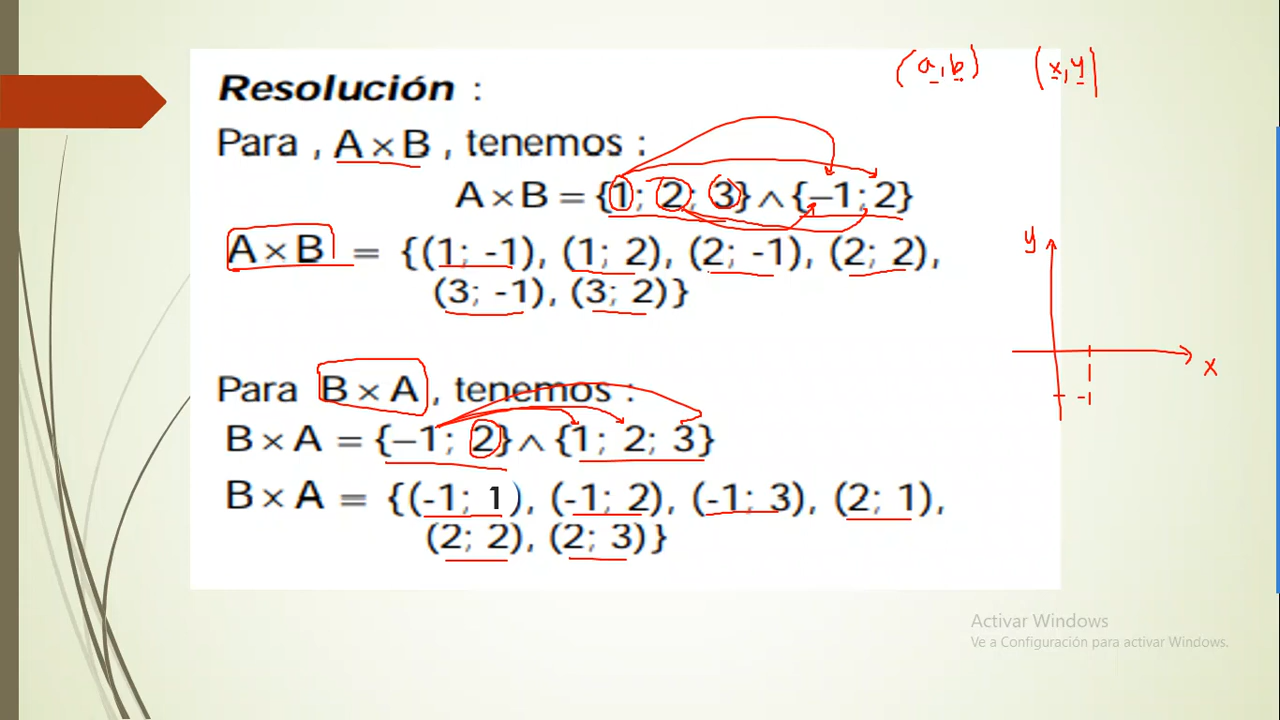 (a,b) (x,y)
Resolución :
Para , A × B , tenemos :
A × B = {1; 2; 3} ∧ {–1; 2}
A × B = {(1; -1), (1; 2), (2; -1), (2; 2),
(3; -1), (3; 2)}
y
x
-1
Para B × A , tenemos :
B × A = {–1; 2} ∧ {1; 2; 3}
B × A = {(-1; 1), (-1; 2), (-1; 3), (2; 1),
(2; 2), (2; 3)}
Activar Windows
Ve a Configuración para activar Windows.